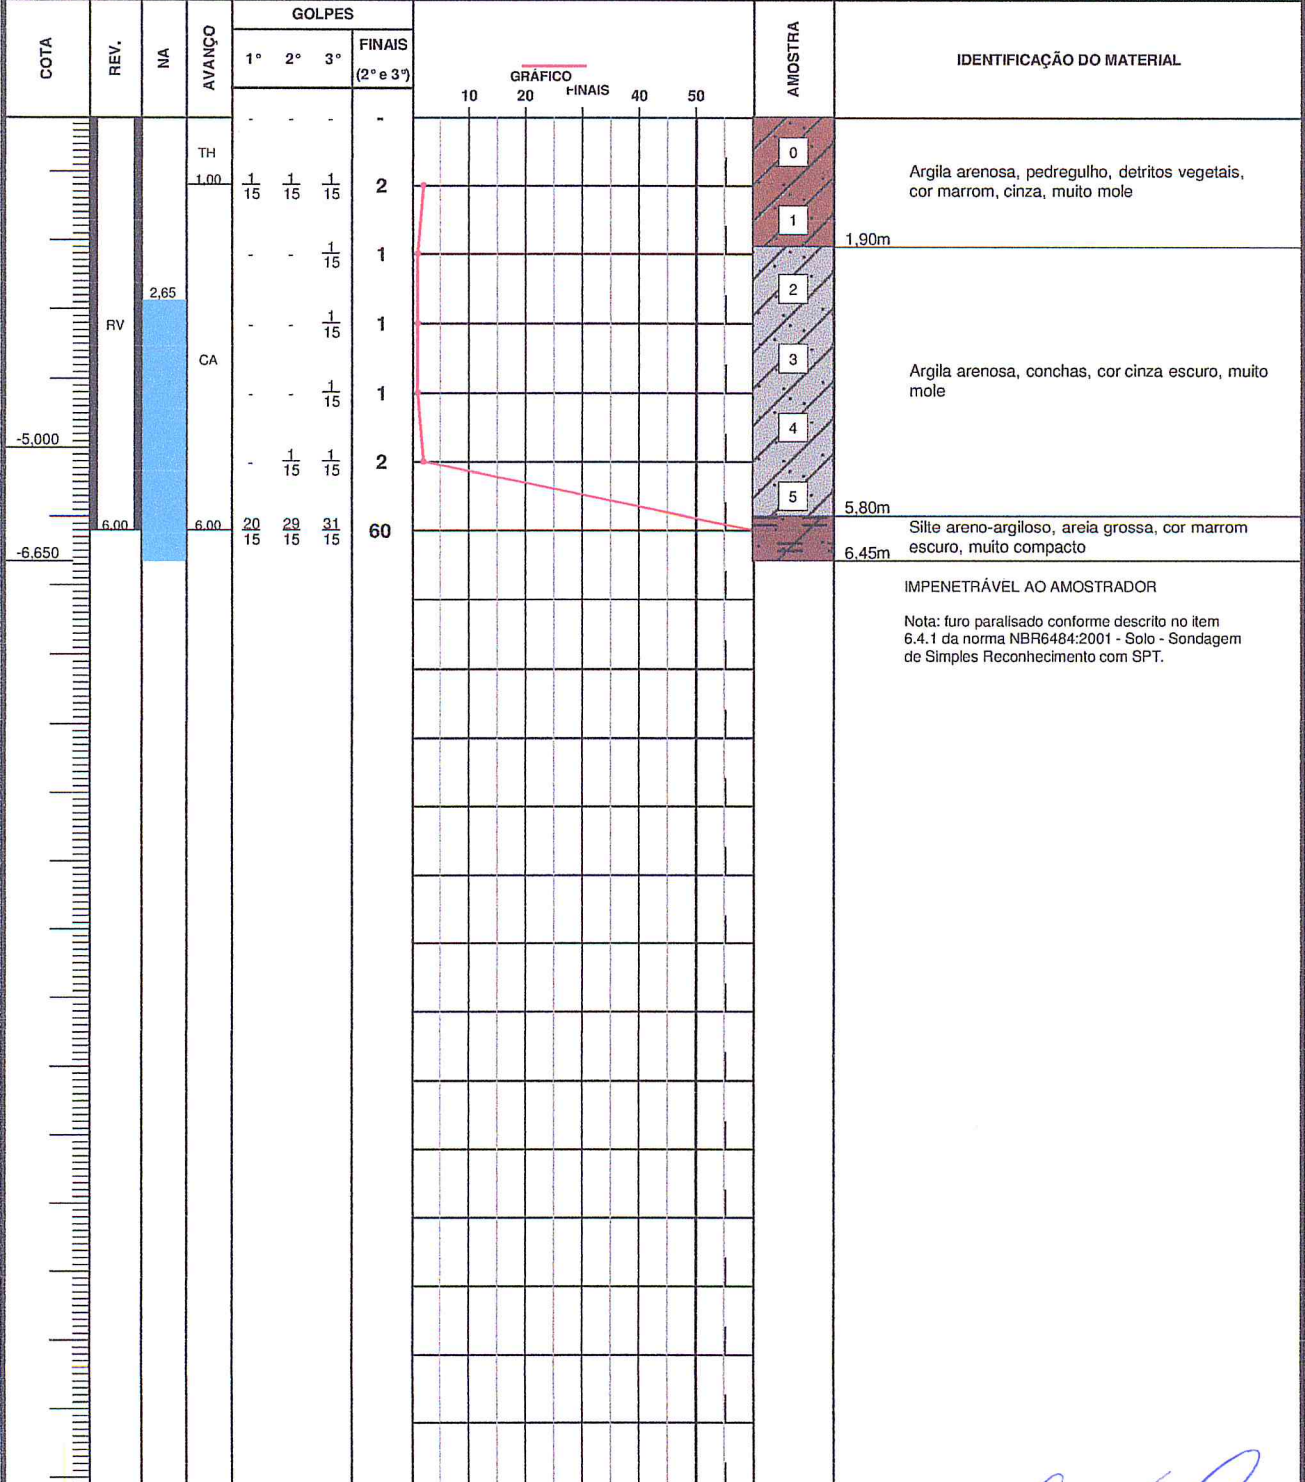 COTA
REV.
NA
AVANÇO
GOLPES
1° 2° 3°
FINAIS
(2° e 3°)
GRÁFICO
FINAIS
10 20 40 50
AMOSTRA
IDENTIFICAÇÃO DO MATERIAL
- - - -
TH
1,00
1/15 1/15 1/15 2
0
Argila arenosa, pedregulho, detritos vegetais,
cor marrom, cinza, muito mole
1
1,90m
- - 1/15 1
2,65
2
RV
- - 1/15 1
CA
3
Argila arenosa, conchas, cor cinza escuro, muito
mole
- - 1/15 1
4
-5,000
- 1/15 1/15 2
5
5,80m
6,00
6,00
20/15 29/15 31/15 60
Silte areno-argiloso, areia grossa, cor marrom
escuro, muito compacto
-6,650
6,45m
IMPENETRÁVEL AO AMOSTRADOR
Nota: furo paralisado conforme descrito no item
6.4.1 da norma NBR6484:2001 - Solo - Sondagem
de Simples Reconhecimento com SPT.